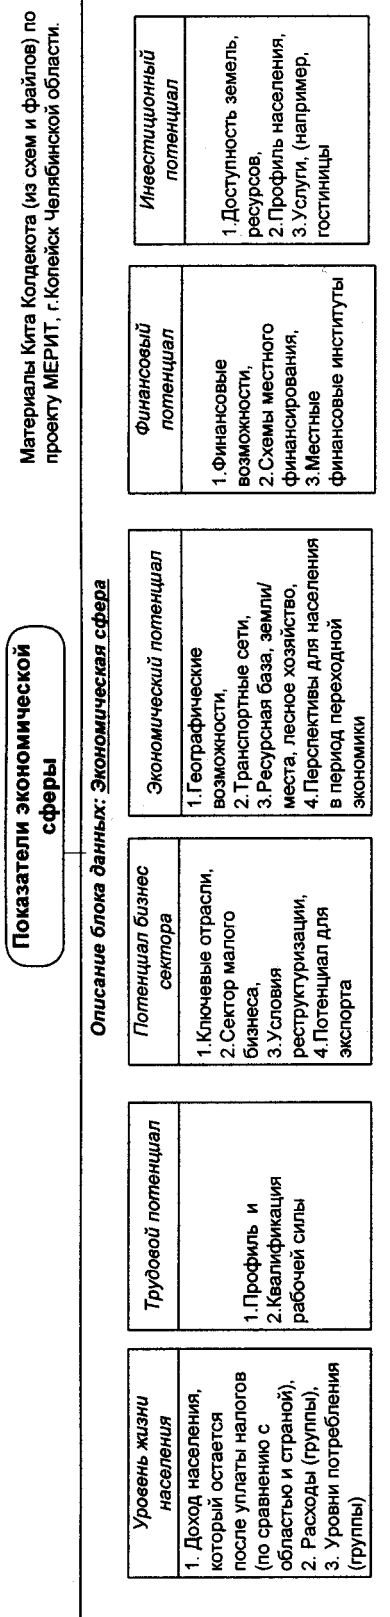 Показатели экономической
сферы
Материалы Кита Колдекота (из схем и файлов) по
проекту МЕРИТ, г.Копейск Челябинской области.
Описание блока данных: Экономическая сфера
Уровень жизни
населения
1. Доход населения,
который остается
после уплаты налогов
(по сравнению с
областью и страной),
2. Расходы (группы),
3. Уровни потребления
(группы)
Трудовой потенциал
1.Профиль и
2.Квалификация
рабочей силы
Потенциал бизнес
сектора
1.Ключевые отрасли,
2.Сектор малого
бизнеса,
3.Условия
реструктуризации,
4.Потенциал для
экспорта
Экономический потенциал
1.Географические
возможности,
2.Транспортные сети,
3.Ресурсная база, земли/
места, лесное хозяйство,
4.Перспективы для населения
в период переходной
экономики
Финансовый
потенциал
1.Финансовые
возможности,
2.Схемы местного
финансирования,
3.Местные
финансовые институты
Инвестиционный
потенциал
1.Доступность земель,
ресурсов,
2.Профиль населения,
3.Услуги, (например,
гостиницы